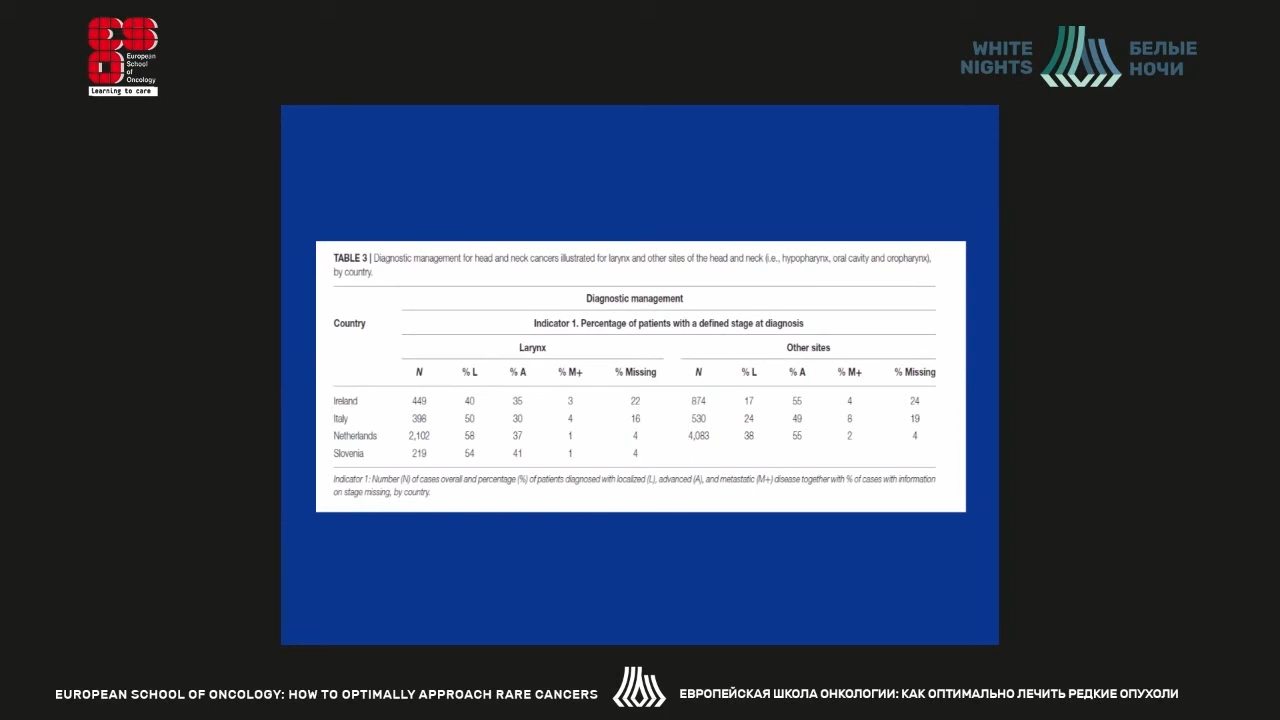 European
School
of
Oncology
Learning to care
WHITE
NIGHTS
БЕЛЫЕ
НОЧИ
TABLE 3 | Diagnostic management for head and neck cancers illustrated for larynx and other sites of the head and neck (i.e., hypopharynx, oral cavity and oropharynx),
by country.
Diagnostic management
Country Indicator 1. Percentage of patients with a defined stage at diagnosis
Larynx Other sites
N % L % A % M+ % Missing N % L % A % M+ % Missing
Ireland 449 40 35 3 22 874 17 55 4 24
Italy 398 50 30 4 16 530 24 49 8 19
Netherlands 2,102 58 37 1 4 4,083 38 55 2 4
Slovenia 219 54 41 1 4
Indicator 1: Number (N) of cases overall and percentage (%) of patients diagnosed with localized (L), advanced (A), and metastatic (M+) disease together with % of cases with information
on stage missing, by country.
EUROPEAN SCHOOL OF ONCOLOGY: HOW TO OPTIMALLY APPROACH RARE CANCERS
ЕВРОПЕЙСКАЯ ШКОЛА ОНКОЛОГИИ: КАК ОПТИМАЛЬНО ЛЕЧИТЬ РЕДКИЕ ОПУХОЛИ